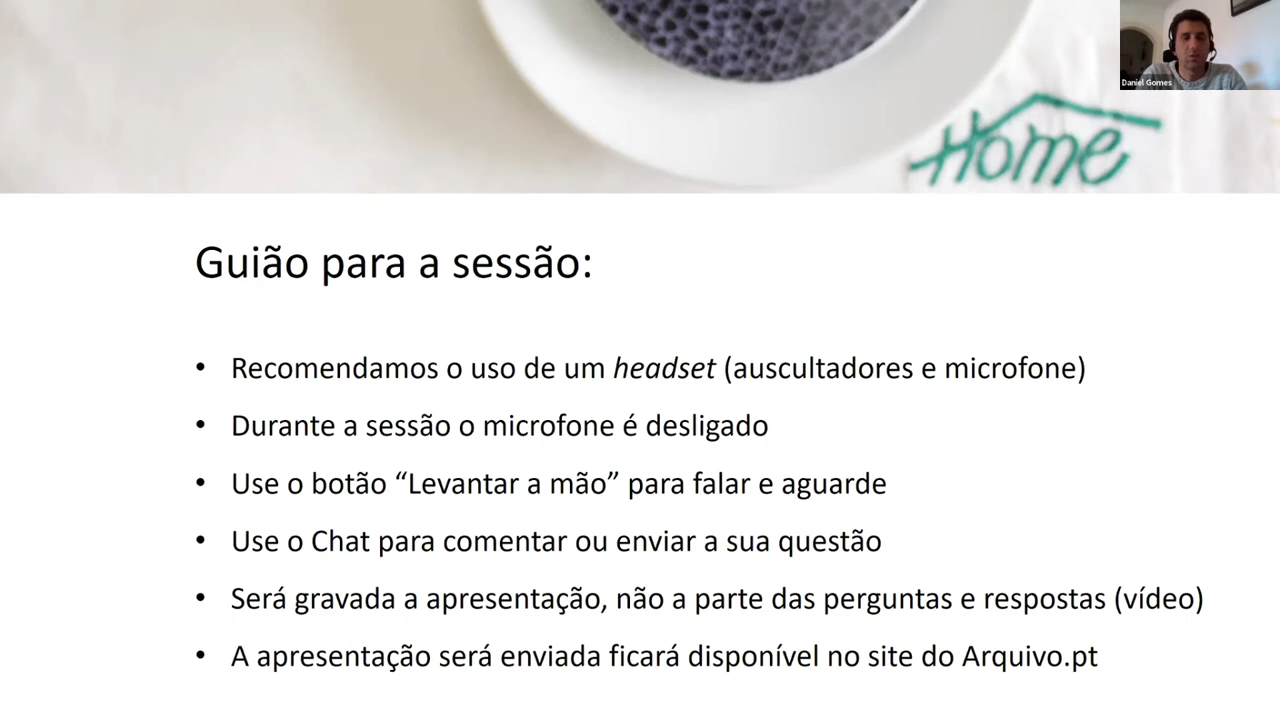 Daniel Gomes
Home
Guião para a sessão:
• Recomendamos o uso de um headset (auscultadores e microfone)
• Durante a sessão o microfone é desligado
• Use o botão “Levantar a mão” para falar e aguarde
• Use o Chat para comentar ou enviar a sua questão
• Será gravada a apresentação, não a parte das perguntas e respostas (vídeo)
• A apresentação será enviada ficará disponível no site do Arquivo.pt